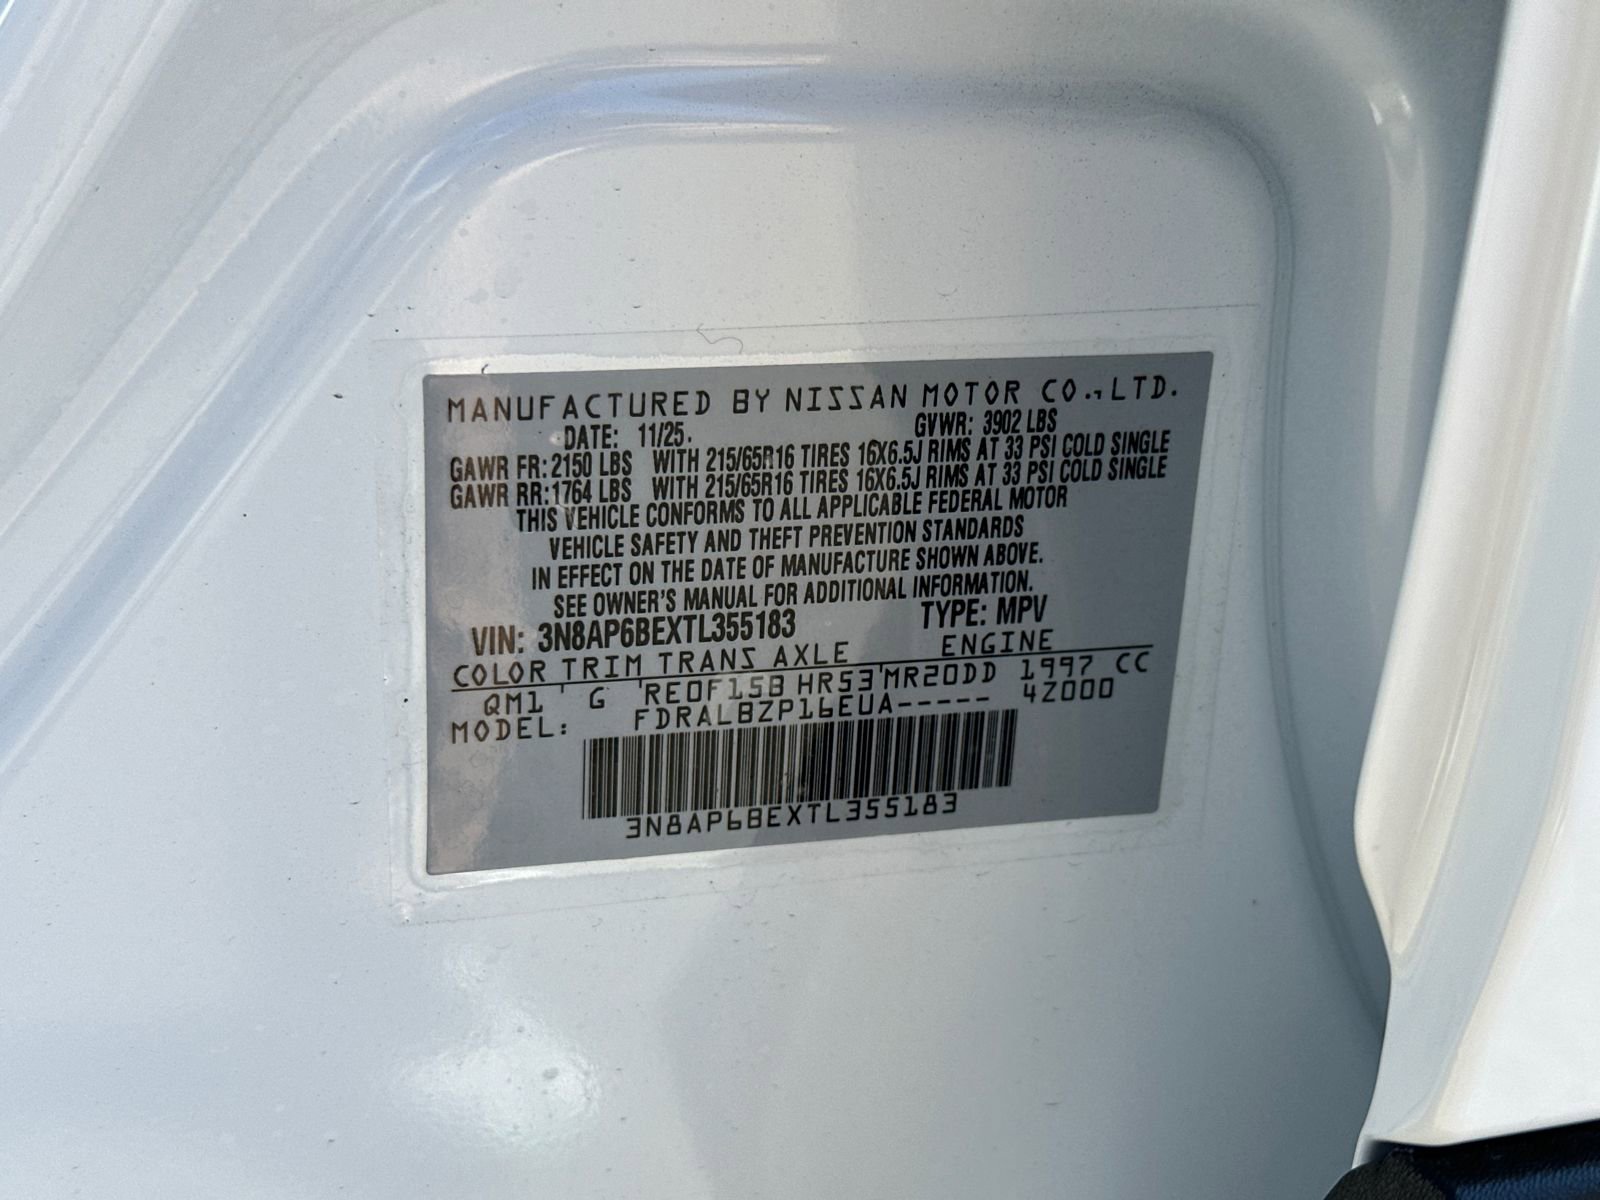 MANUFACTURED BY NISSAN MOTOR CO., LTD.
DATE: 11/25. GVWR: 3902 LBS
GAWR FR: 2150 LBS WITH 215/65R16 TIRES 16X6.5J RIMS AT 33 PSI COLD SINGLE
GAWR RR: 1764 LBS WITH 215/65R16 TIRES 16X6.5J RIMS AT 33 PSI COLD SINGLE
THIS VEHICLE CONFORMS TO ALL APPLICABLE FEDERAL MOTOR
VEHICLE SAFETY AND THEFT PREVENTION STANDARDS
IN EFFECT ON THE DATE OF MANUFACTURE SHOWN ABOVE.
SEE OWNER'S MANUAL FOR ADDITIONAL INFORMATION.
VIN: 3N8AP6BEXTL355183 TYPE: MPV
COLOR TRIM TRANS AXLE ENGINE
QM1 G RE0F15B HR53 MR20DD 1997 CC
MODEL: FDRALBZP16EUA----- 4Z000
3N8AP6BEXTL355183